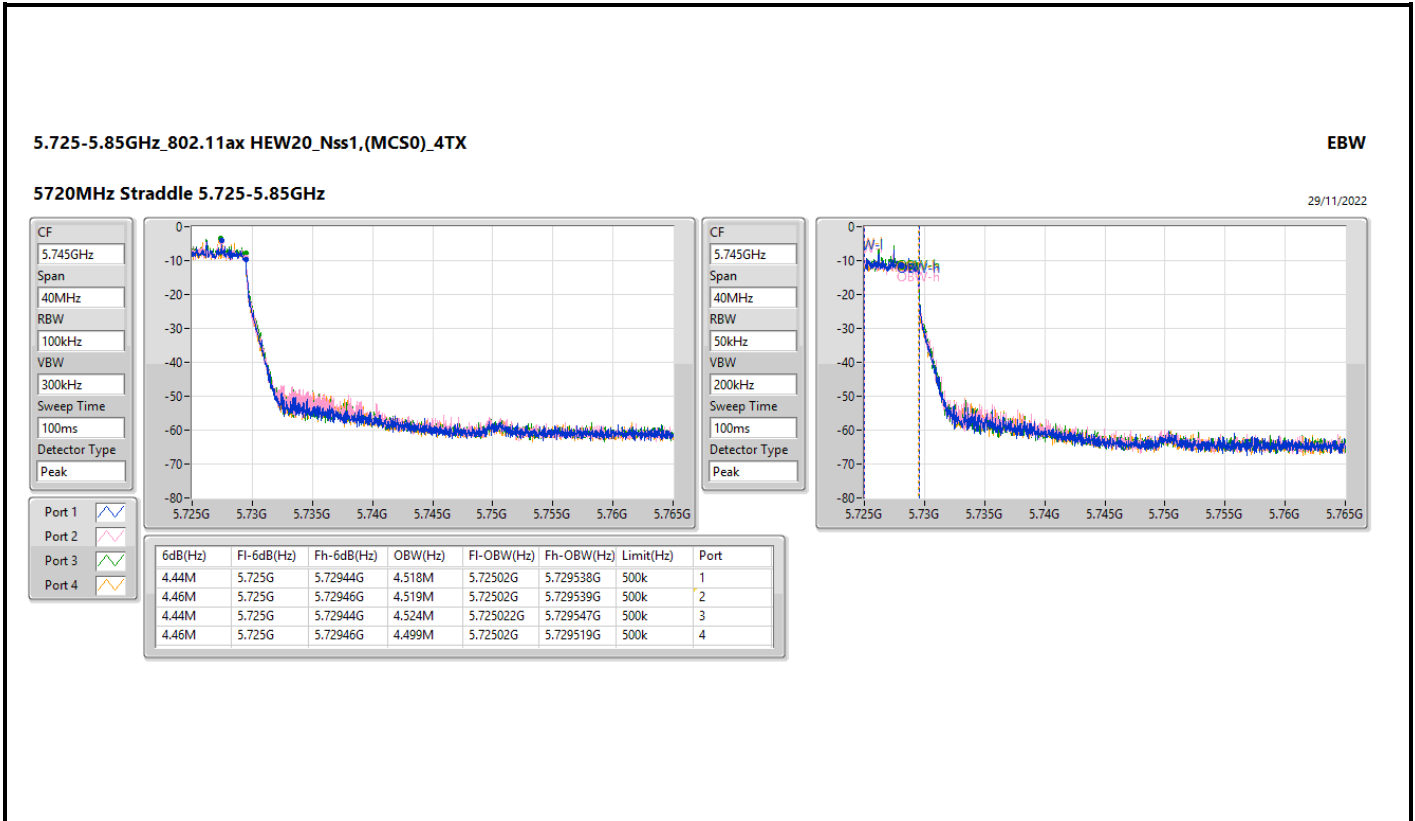 5.725-5.85GHz_802.11ax HEW20_Nss1,(MCS0)_4TX
EBW
5720MHz Straddle 5.725-5.85GHz
29/11/2022
CF
5.745GHz
Span
40MHz
RBW
100kHz
VBW
300kHz
Sweep Time
100ms
Detector Type
Peak
0
-10
-20
-30
-40
-50
-60
-70
-80
5.725G 5.73G 5.735G 5.74G 5.745G 5.75G 5.755G 5.76G 5.765G
CF
5.745GHz
Span
40MHz
RBW
50kHz
VBW
200kHz
Sweep Time
100ms
Detector Type
Peak
0
-10
-20
-30
-40
-50
-60
-70
-80
W-l
OBW-h
OBW-h
5.725G 5.73G 5.735G 5.74G 5.745G 5.75G 5.755G 5.76G 5.765G
Port 1
Port 2
Port 3
Port 4
6dB(Hz) Fl-6dB(Hz) Fh-6dB(Hz) OBW(Hz) Fl-OBW(Hz) Fh-OBW(Hz) Limit(Hz) Port
4.44M 5.725G 5.72944G 4.518M 5.72502G 5.729538G 500k 1
4.46M 5.725G 5.72946G 4.519M 5.72502G 5.729539G 500k 2
4.44M 5.725G 5.72944G 4.524M 5.725022G 5.729547G 500k 3
4.46M 5.725G 5.72946G 4.499M 5.72502G 5.729519G 500k 4